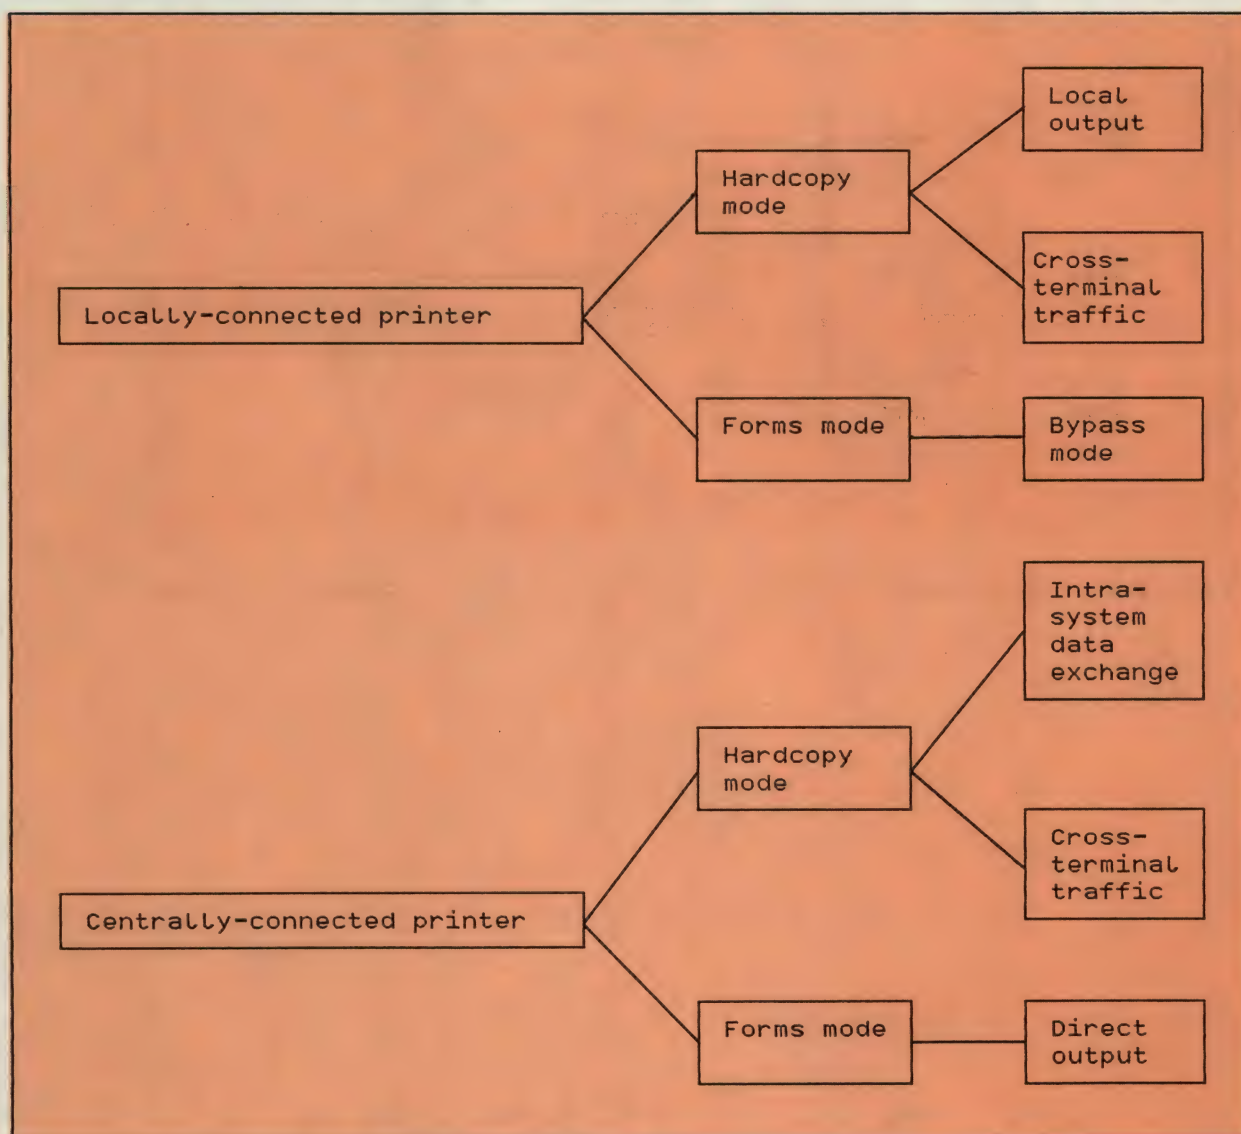 Local
output
Hardcopy
mode
Cross-
terminal
traffic
Locally-connected printer
Forms mode
Bypass
mode
Intra-
system
data
exchange
Hardcopy
mode
Cross-
terminal
traffic
Centrally-connected printer
Forms mode
Direct
output